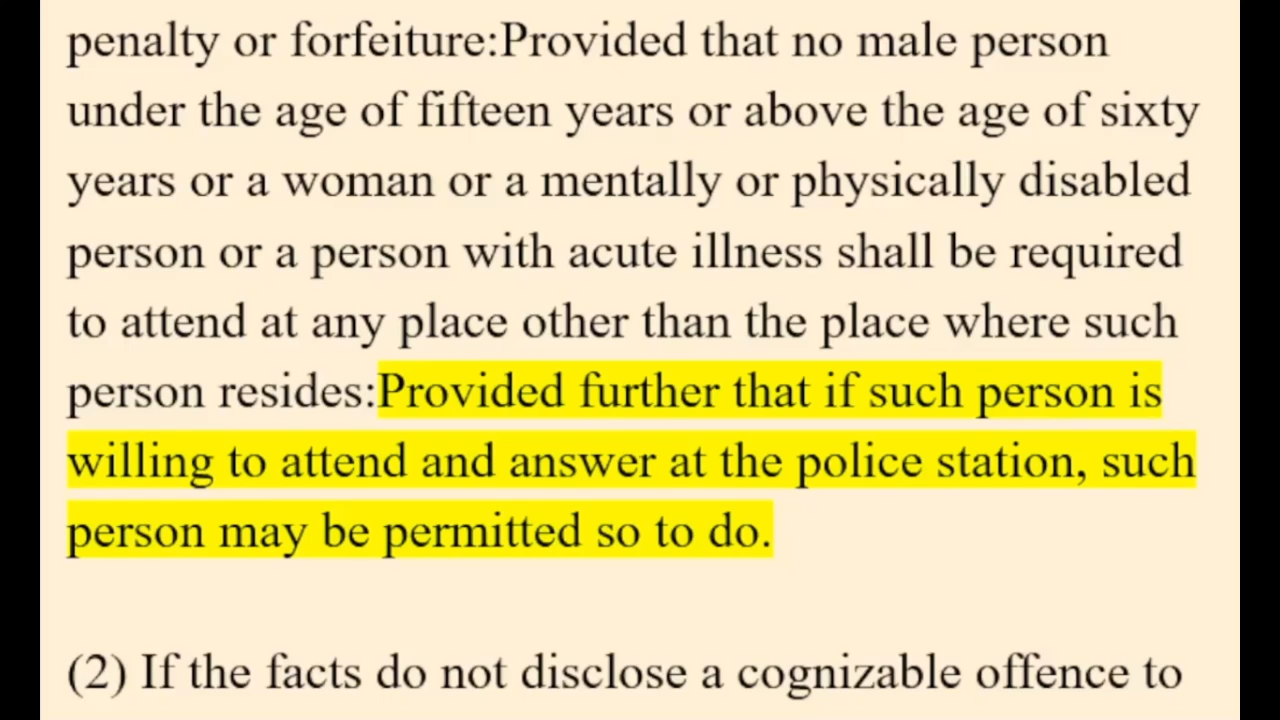 penalty or forfeiture:Provided that no male person
under the age of fifteen years or above the age of sixty
years or a woman or a mentally or physically disabled
person or a person with acute illness shall be required
to attend at any place other than the place where such
person resides:Provided further that if such person is
willing to attend and answer at the police station, such
person may be permitted so to do.
(2) If the facts do not disclose a cognizable offence to